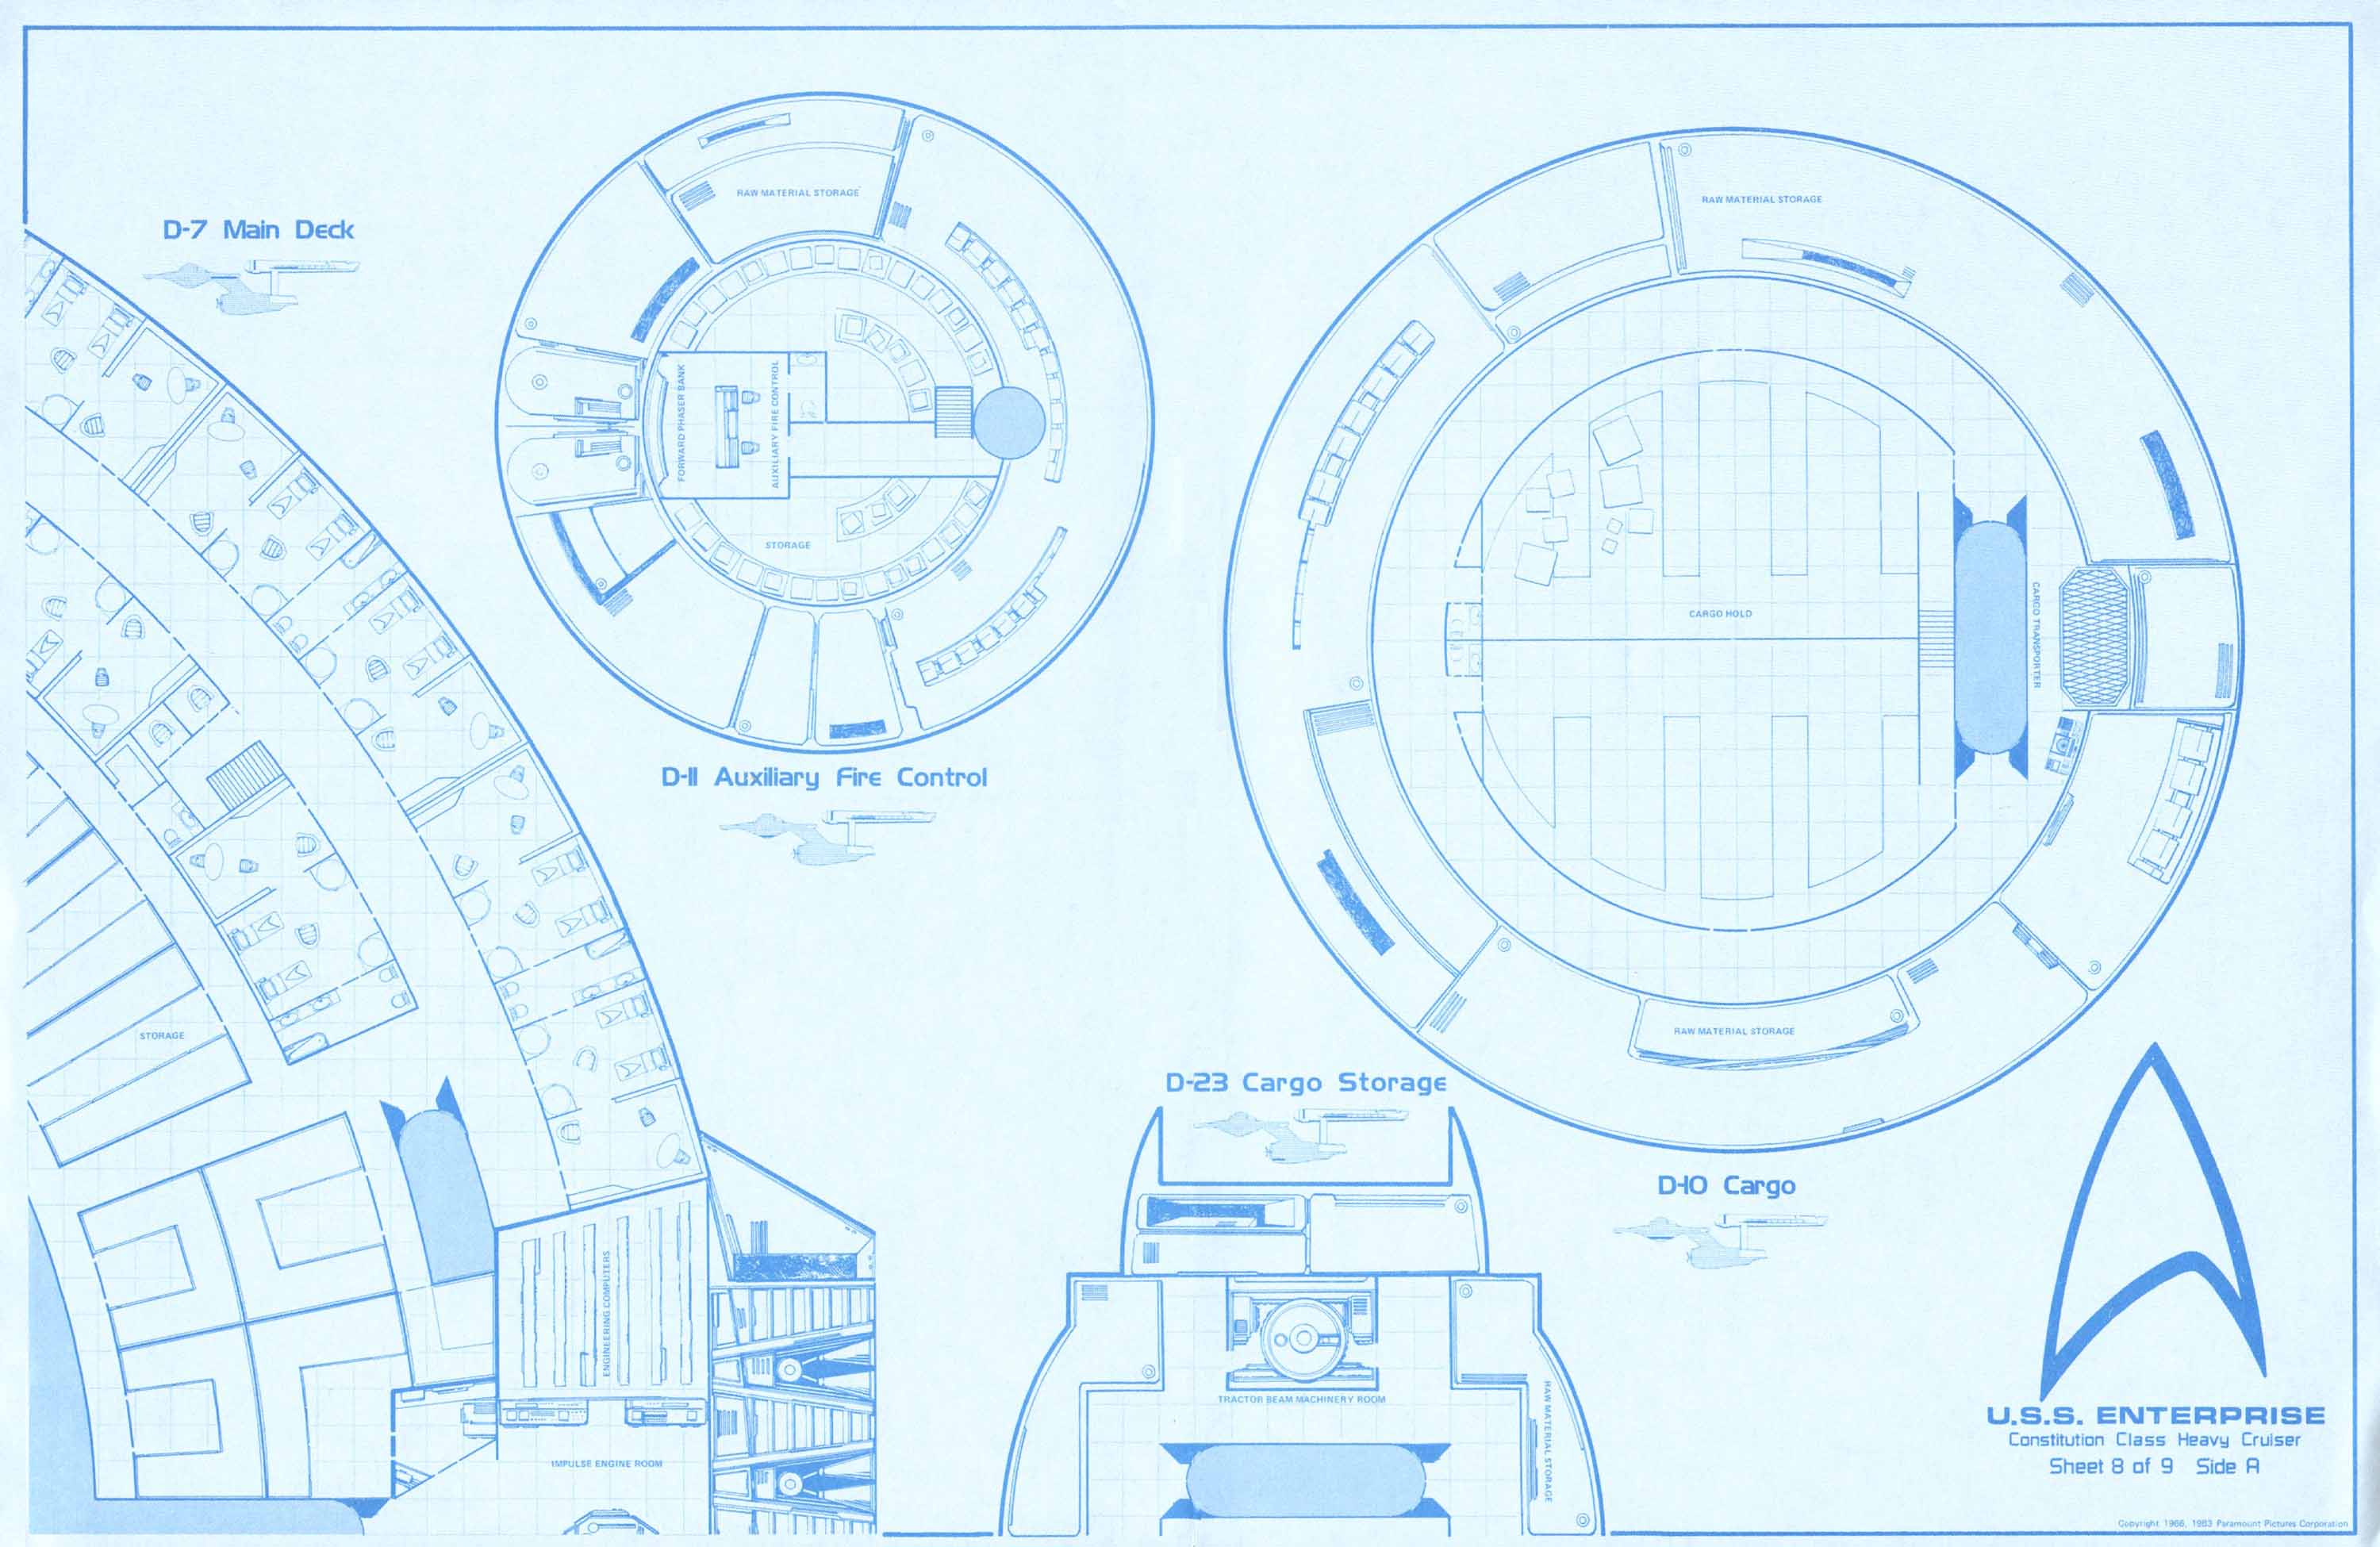 D-7 Main Deck
RAW MATERIAL STORAGE
FORWARD PHASER BANK
AUXILIARY FIRE CONTROL
STORAGE
D-11 Auxiliary Fire Control
RAW MATERIAL STORAGE
CARGO HOLD
CARGO TRANSPORTER
RAW MATERIAL STORAGE
D-10 Cargo
STORAGE
ENGINEERING COMPUTERS
IMPULSE ENGINE ROOM
D-23 Cargo Storage
TRACTOR BEAM MACHINERY ROOM
RAW MATERIAL STORAGE
U.S.S. ENTERPRISE
Constitution Class Heavy Cruiser
Sheet 8 of 9 Side A
Copyright 1966, 1983 Paramount Pictures Corporation